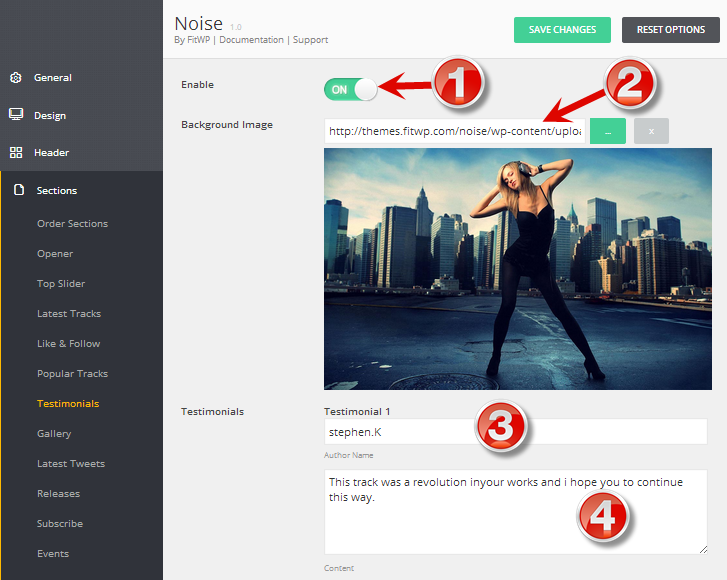 Noise 1.0
By FitWP | Documentation | Support
SAVE CHANGES
RESET OPTIONS
General
Design
Header
Sections
Order Sections
Opener
Top Slider
Latest Tracks
Like & Follow
Popular Tracks
Testimonials
Gallery
Latest Tweets
Releases
Subscribe
Events
Enable
ON
1
2
Background Image
http://themes.fitwp.com/noise/wp-content/uploa
...
x
Testimonials
Testimonial 1
3
stephen.K
Author Name
This track was a revolution inyour works and i hope you to continue
this way.
4
Content